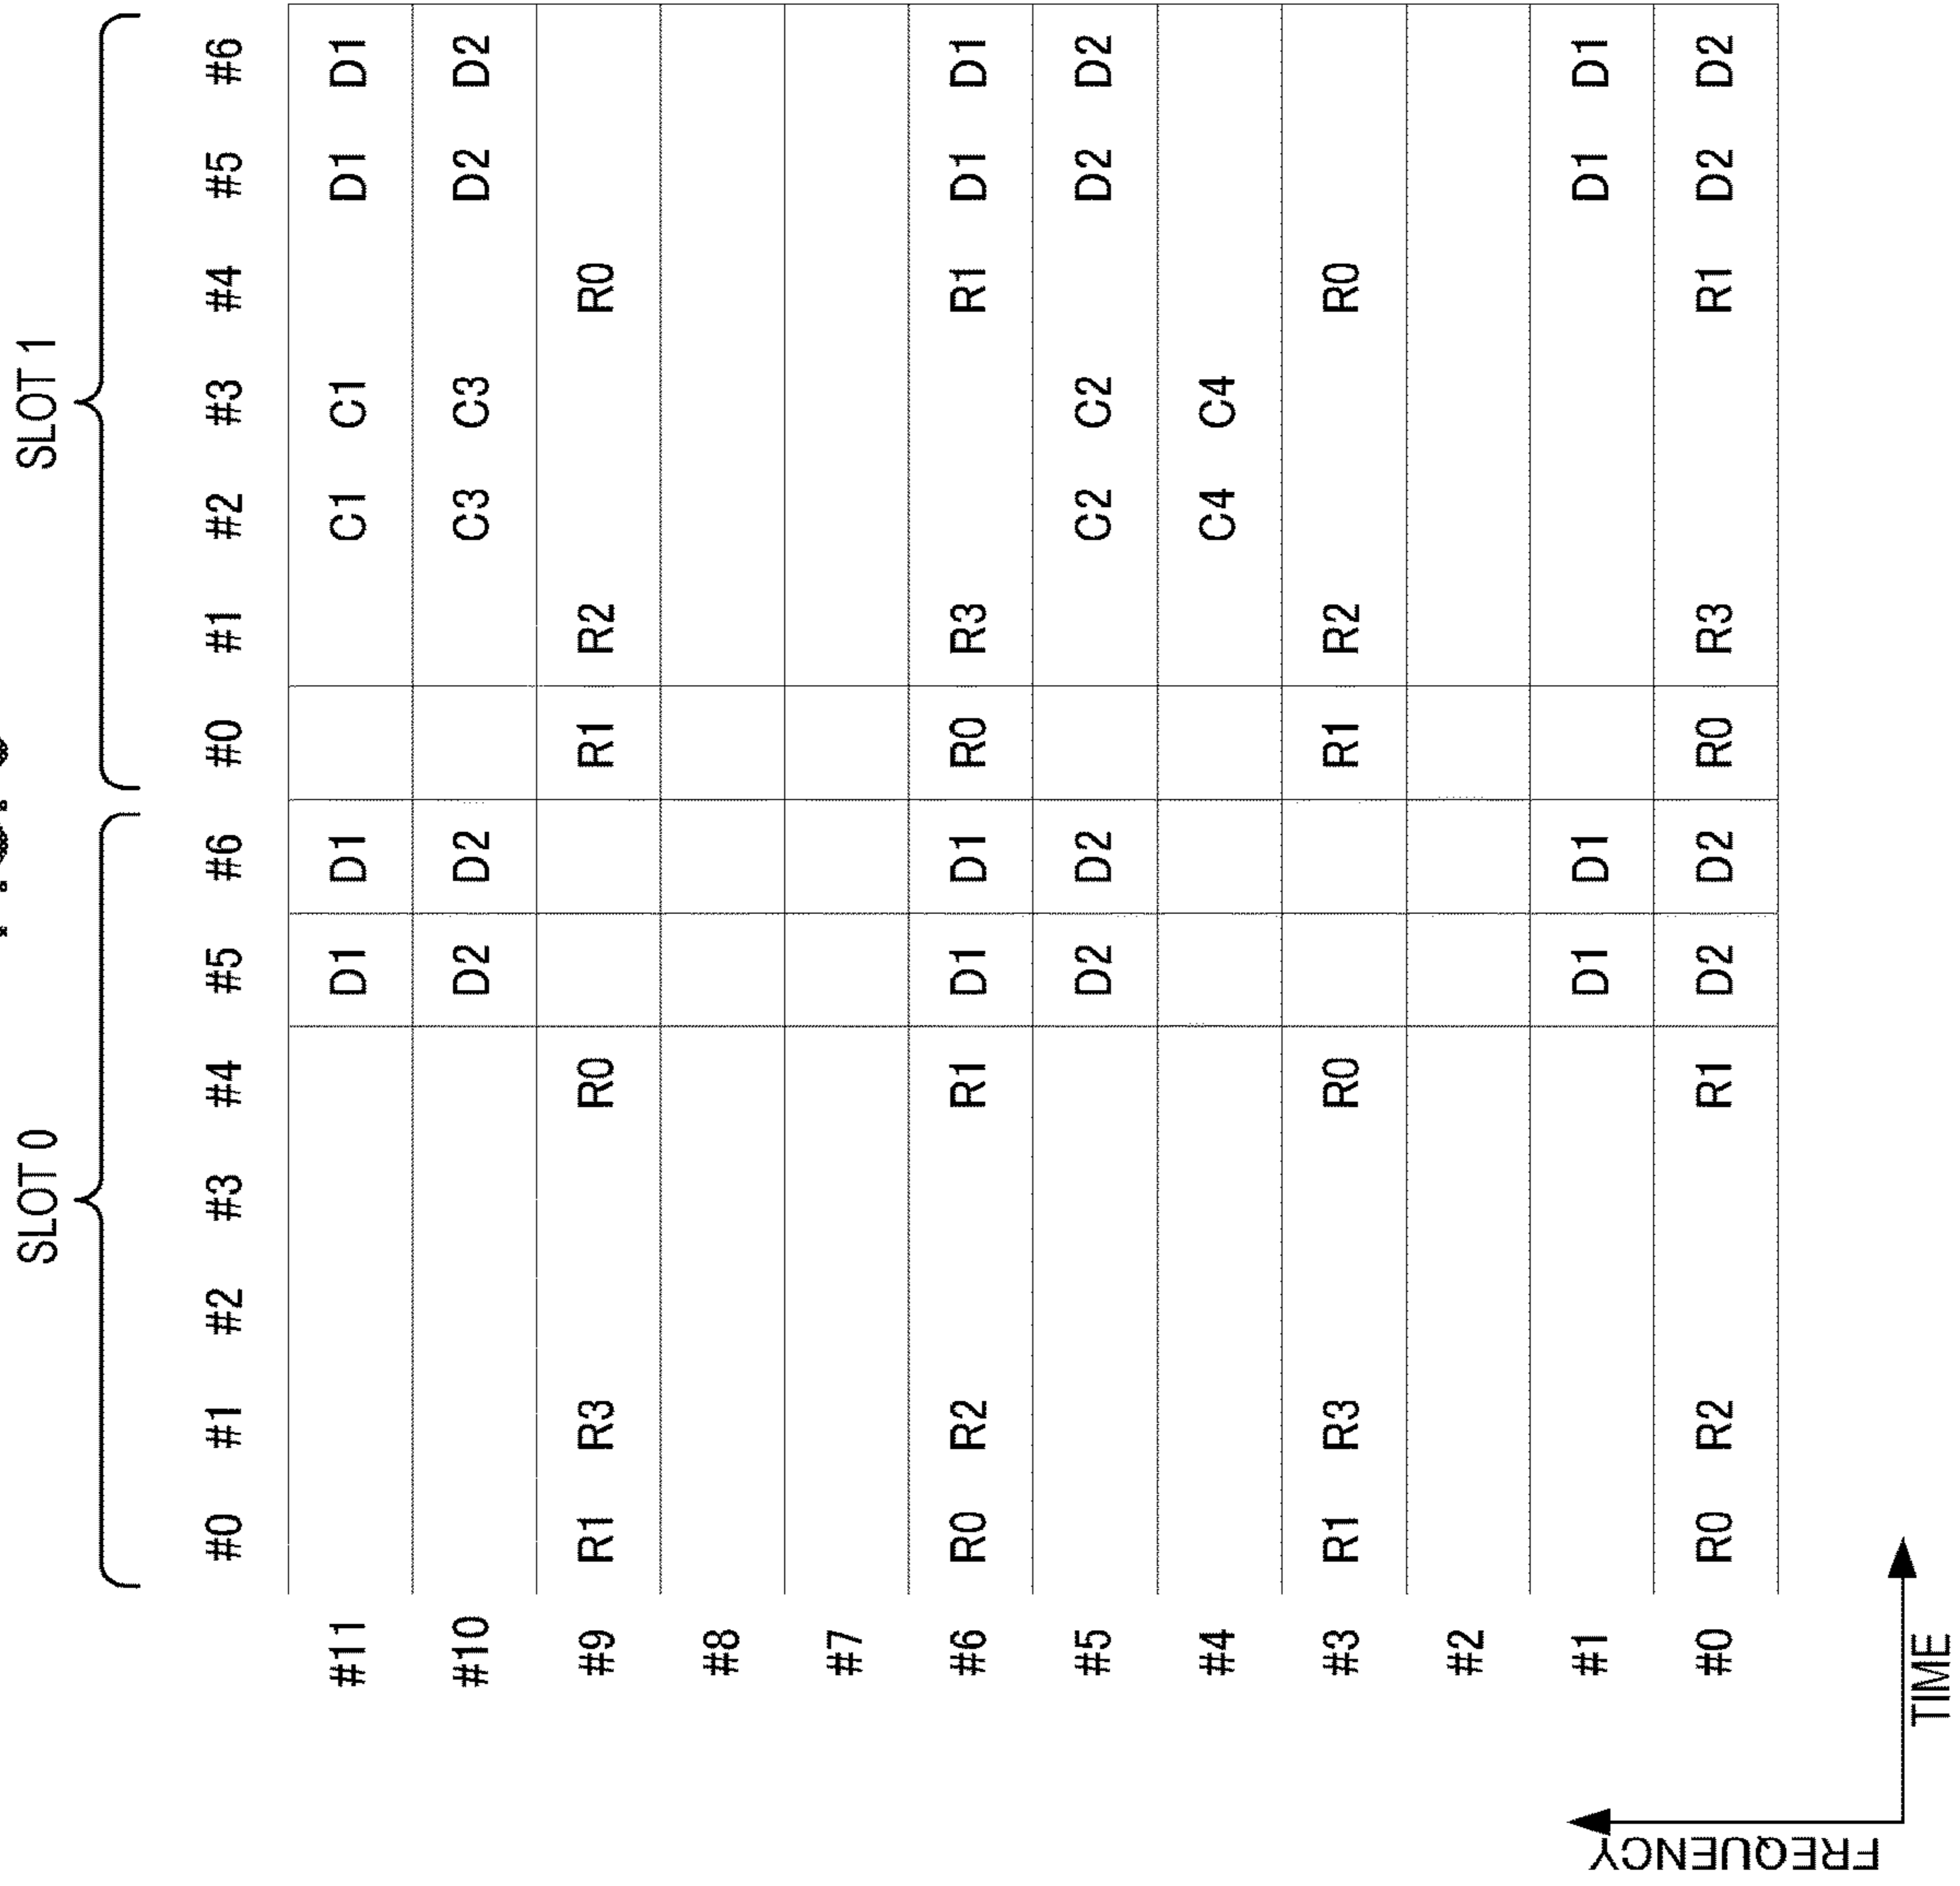 SLOT 0 SLOT 1
#0 #1 #2 #3 #4 #5 #6 #0 #1 #2 #3 #4 #5 #6
#11 D1 D1 C1 C1 D1 D1
#10 D2 D2 C3 C3 D2 D2
#9 R1 R3 R0 R1 R2 R0
#8
#7
#6 R0 R2 R1 D1 D1 R0 R3 R1 D1 D1
#5 D2 D2 C2 C2 D2 D2
#4 C4 C4
#3 R1 R3 R0 R1 R2 R0
#2
#1 D1 D1 D1 D1
#0 R0 R2 R1 D2 D2 R0 R3 R1 D2 D2
FREQUENCY
TIME